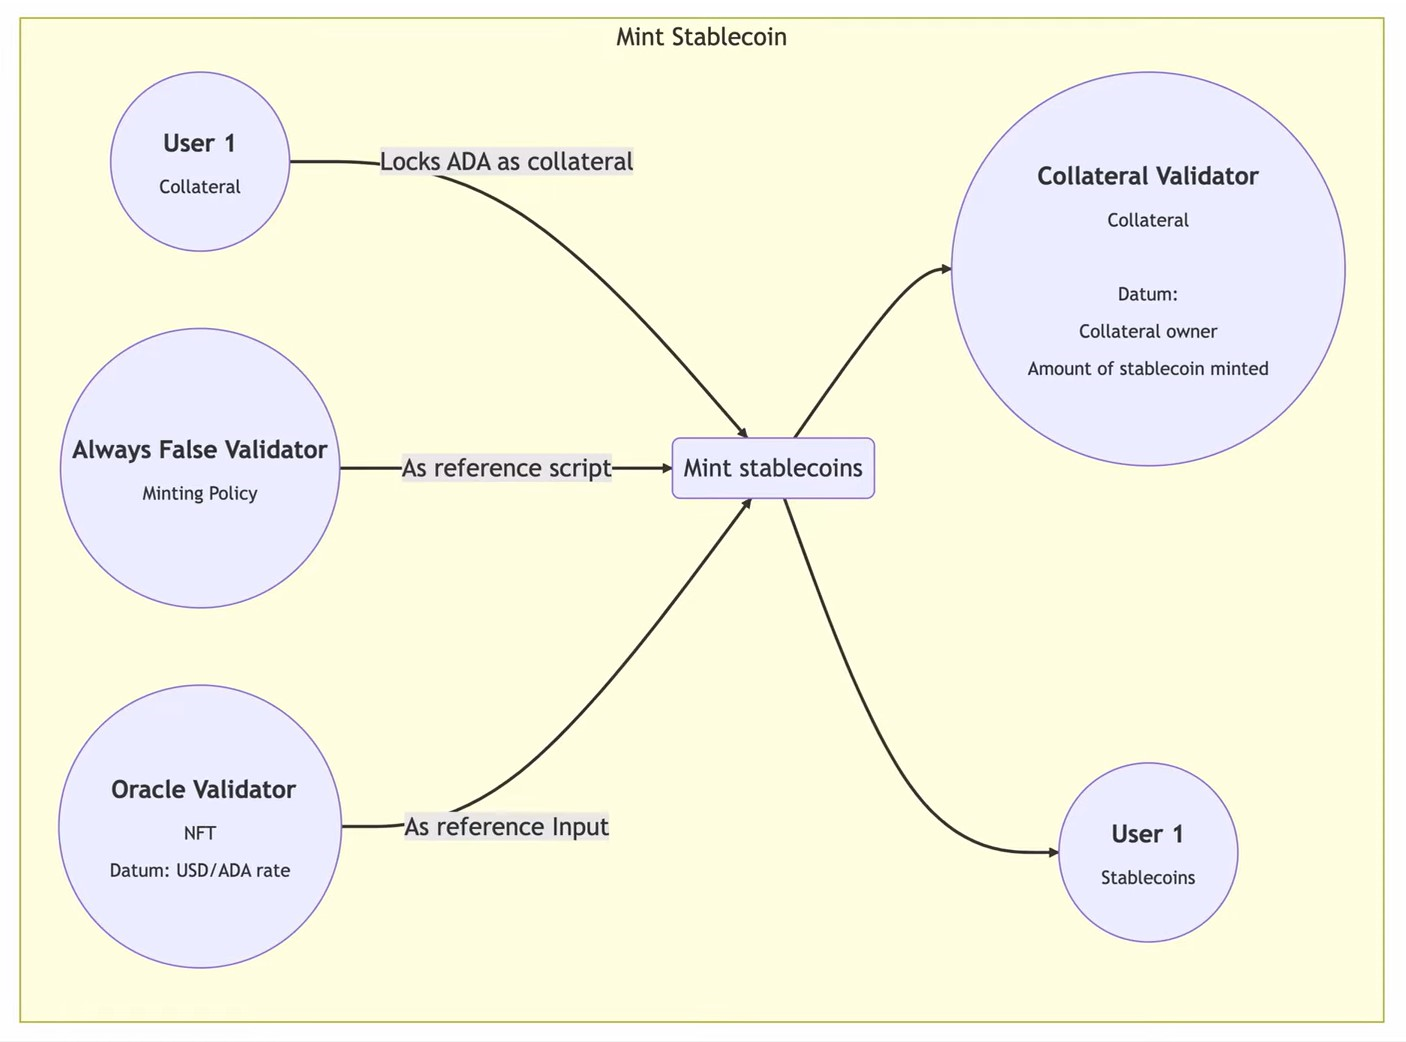 Mint Stablecoin
User 1
Collateral
Locks ADA as collateral
Always False Validator
Minting Policy
As reference script
Oracle Validator
NFT
Datum: USD/ADA rate
As reference Input
Mint stablecoins
Collateral Validator
Collateral
Datum:
Collateral owner
Amount of stablecoin minted
User 1
Stablecoins